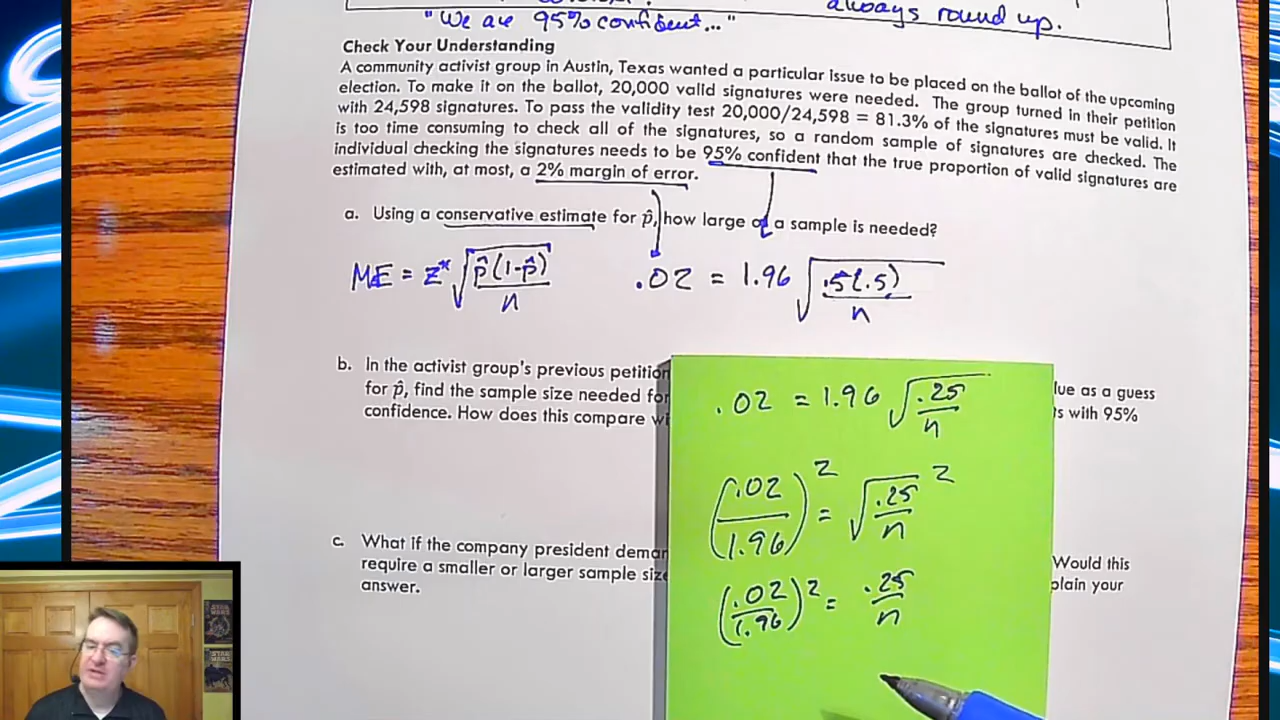 "We are 95% confident..."
always round up.
Check Your Understanding
A community activist group in Austin, Texas wanted a particular issue to be placed on the ballot of the upcoming
election. To make it on the ballot, 20,000 valid signatures were needed. The group turned in their petition
with 24,598 signatures. To pass the validity test 20,000/24,598 = 81.3% of the signatures must be valid. It
is too time consuming to check all of the signatures, so a random sample of signatures are checked. The
individual checking the signatures needs to be 95% confident that the true proportion of valid signatures are
estimated with, at most, a 2% margin of error.
a. Using a conservative estimate for p̂, how large of a sample is needed?
ME = z* √(p̂(1-p̂)/n) .02 = 1.96 √(.5(.5)/n)
b. In the activist group's previous petition
lue as a guess
for p̂, find the sample size needed for
ts with 95%
confidence. How does this compare wi
.02 = 1.96 √(.25/n)
(.02/1.96)² = √(.25/n)²
c. What if the company president deman
Would this
require a smaller or larger sample size
plain your
answer.
(.02/1.96)² = .25/n
STAR WARS
STAR WARS